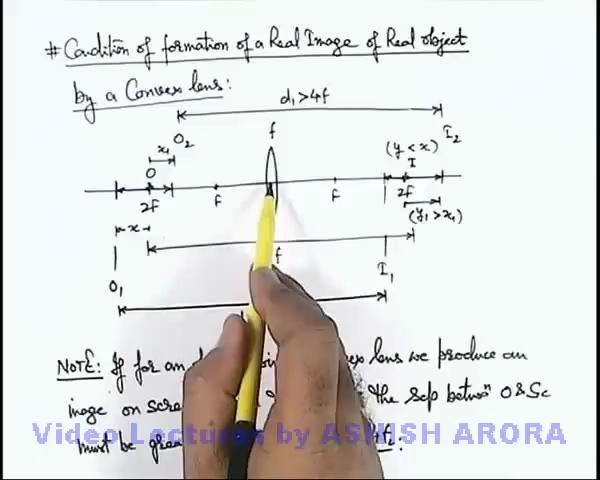 # Condition of formation of a Real Image of Real object
by a Convex lens:
d₁ > 4f
x₁ O₂ f (y < x) I₂
O I
2f f f 2f
x (y₁ > x₁)
f
O₁ I₁
NOTE: If for an lens we produce an
image on scre the sep betwn O & Sc
must be
Video Lectures by ASHISH ARORA